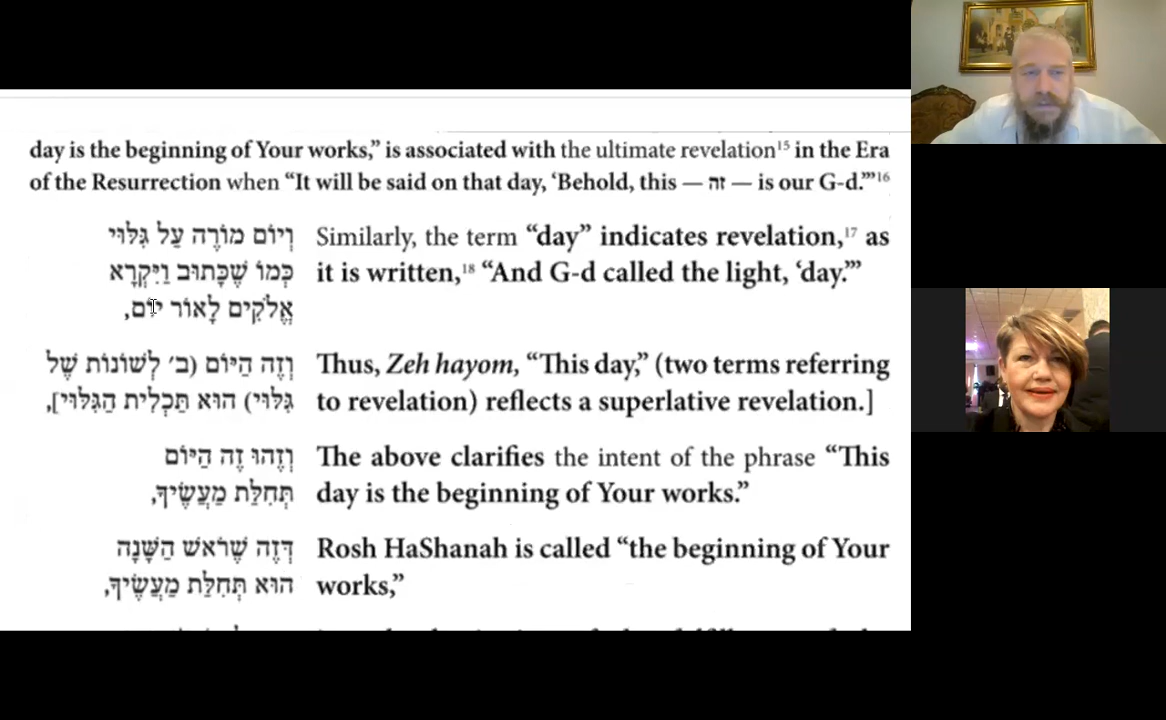 day is the beginning of Your works,” is associated with the ultimate revelation¹⁵ in the Era
of the Resurrection when “It will be said on that day, ‘Behold, this — זה — is our G-d.’”¹⁶
וְיוֹם מוֹרֶה עַל גִּלּוּי
כְּמוֹ שֶׁכָּתוּב וַיִּקְרָא
אֱלֹקִים לָאוֹר יוֹם,
Similarly, the term “day” indicates revelation,¹⁷ as
it is written,¹⁸ “And G-d called the light, ‘day.’”
וְזֶה הַיּוֹם (ב׳ לְשׁוֹנוֹת שֶׁל
גִּלּוּי) הוּא תַּכְלִית הַגִּלּוּי],
Thus, Zeh hayom, “This day,” (two terms referring
to revelation) reflects a superlative revelation.]
וְזֶהוּ זֶה הַיּוֹם
תְּחִלַּת מַעֲשֶׂיךָ,
The above clarifies the intent of the phrase “This
day is the beginning of Your works.”
דְּזֶה שֶׁרֹאשׁ הַשָּׁנָה
הוּא תְּחִלַּת מַעֲשֶׂיךָ,
Rosh HaShanah is called “the beginning of Your
works,”